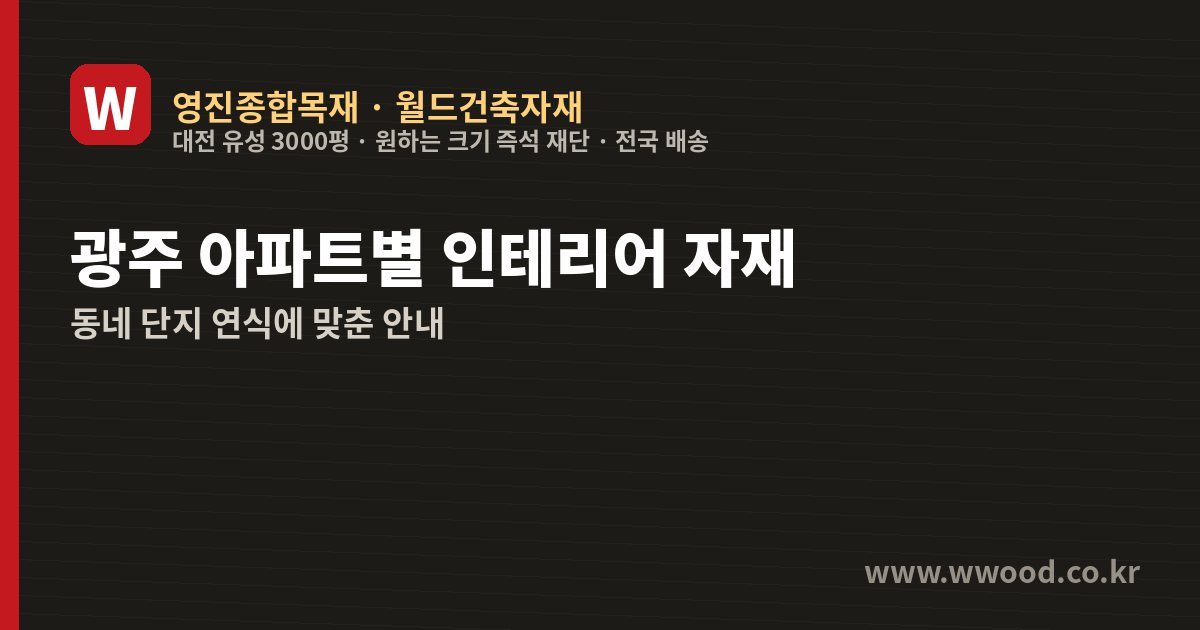 W
영진종합목재 · 월드건축자재
대전 유성 3000평 · 원하는 크기 즉석 재단 · 전국 배송
광주 아파트별 인테리어 자재
동네 단지 연식에 맞춘 안내
www.wwood.co.kr